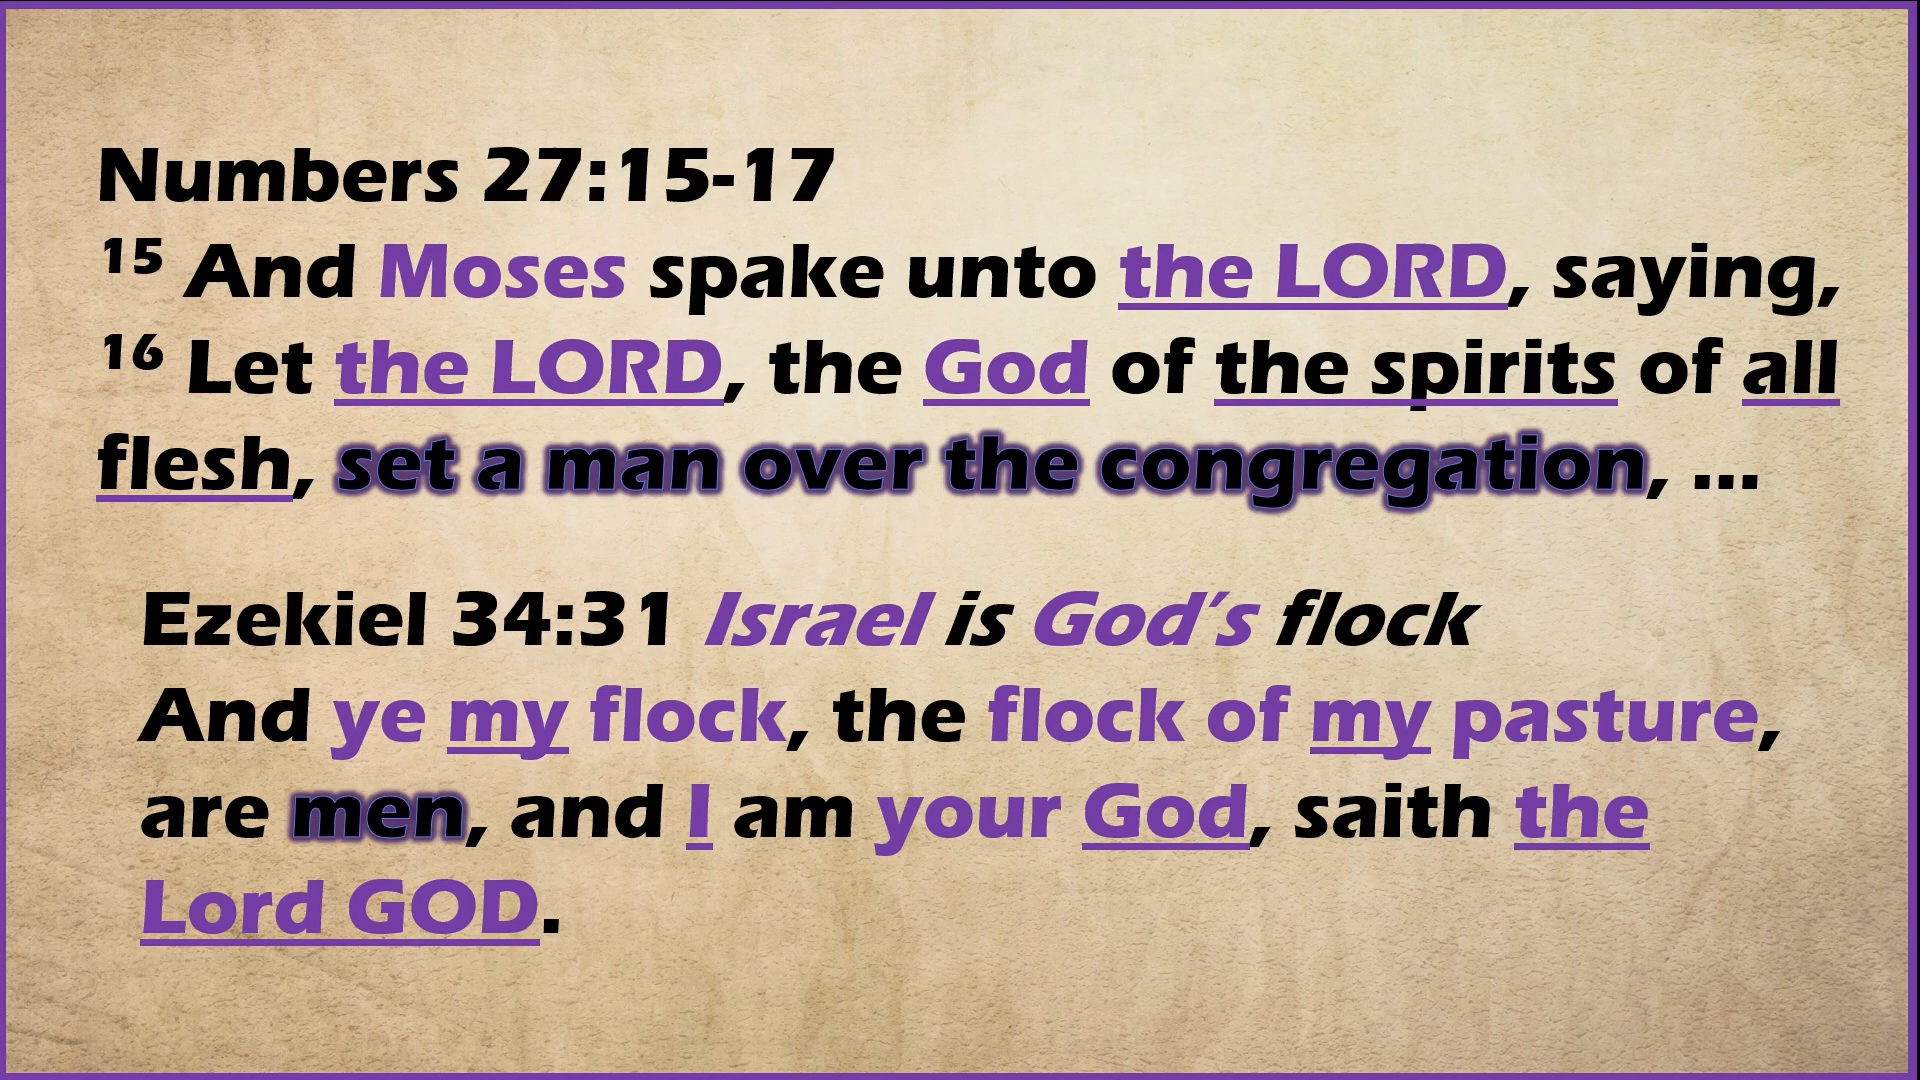 Numbers 27:15-17
15 And Moses spake unto the LORD, saying,
16 Let the LORD, the God of the spirits of all
flesh, set a man over the congregation, ...
Ezekiel 34:31 Israel is God's flock
And ye my flock, the flock of my pasture,
are men, and I am your God, saith the
Lord GOD.